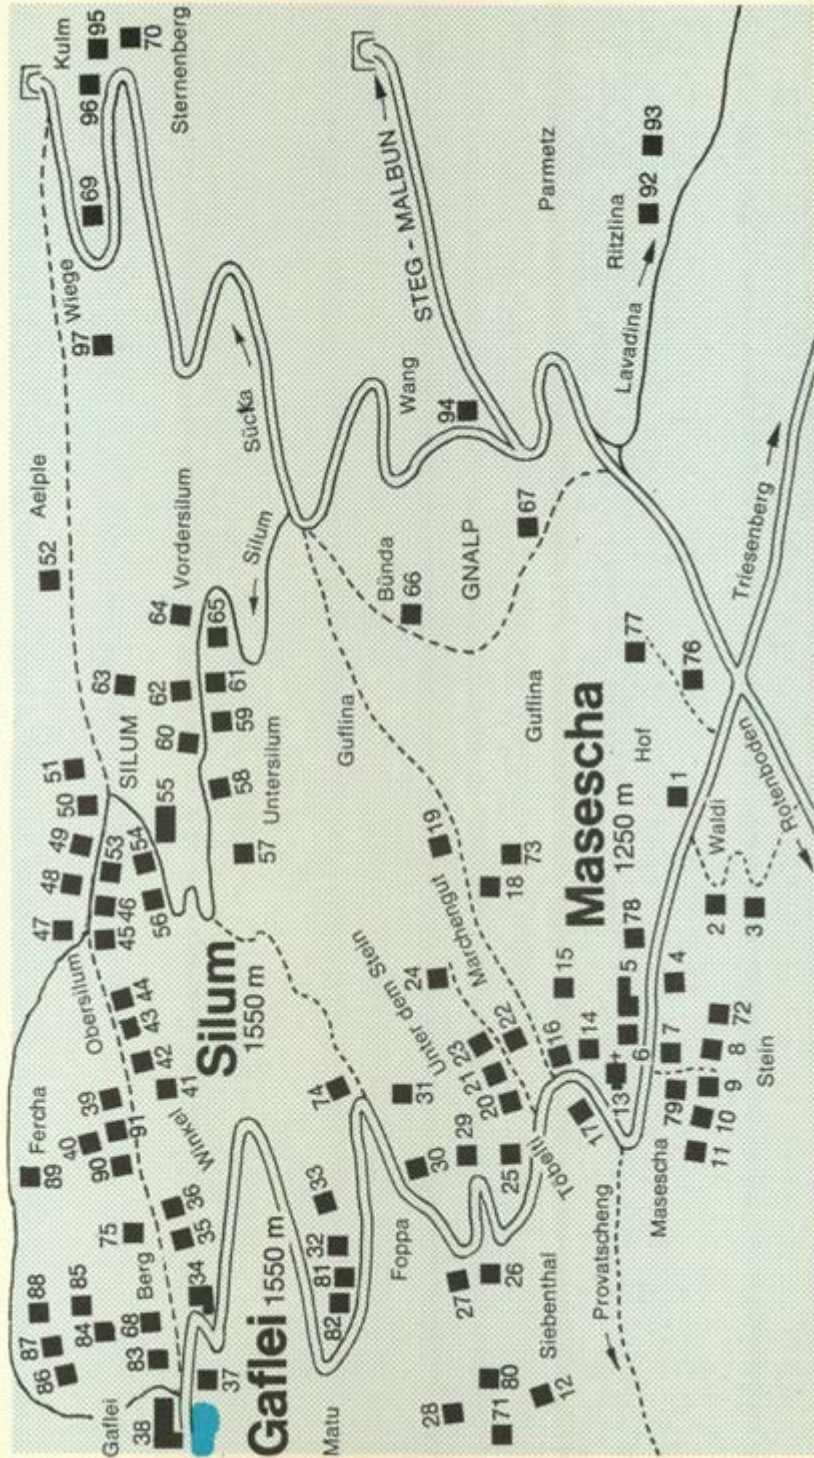 Gaflei
38
86
87
88
85
84
83
68
Berg
75
89
Fercha
40
39
90
91
42
43
44
Obersilum
47
48
49
50
51
45
46
53
54
56
SILUM
55
63
52
Aelple
97
Wiege
69
96
Kulm
95
70
Sternenberg
37
34
35
36
Winkel
41
Silum
1550 m
57
58
Untersilum
59
60
61
62
64
65
Vordersilum
Silum
Sücka
Gaflei 1550 m
Matu
82
81
32
33
74
Foppa
31
30
29
Guflina
Bünda
66
Wang
94
STEG - MALBUN
28
71
80
12
27
26
Siebenthal
25
Töbelti
20
21
23
22
Unter dem Stein
24
Marchengut
19
18
73
GNALP
67
Guflina
Parmetz
Provatscheng
17
16
14
15
13
6
5
78
Masescha
1250 m
Hof
77
76
Lavadina
Ritzlina
92
93
Masescha
11
10
79
9
7
8
72
4
Stein
2
3
Waldi
1
Rotenboden
Triesenberg